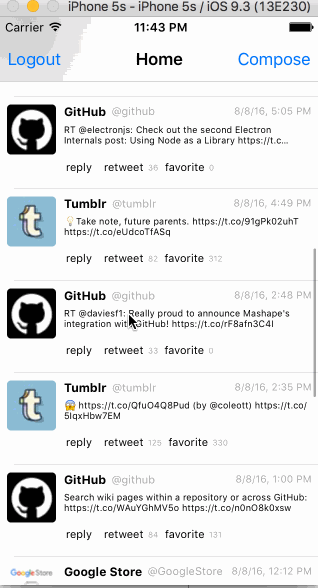 iPhone 5s - iPhone 5s / iOS 9.3 (13E230)
Carrier 11:43 PM
Logout Home Compose
GitHub @github 8/8/16, 5:05 PM
RT @electronjs: Check out the second Electron
Internals post: Using Node as a Library https://t.c...
reply retweet 36 favorite 0
Tumblr @tumblr 8/8/16, 4:49 PM
💡Take note, future parents. https://t.co/91gPk02uhT
https://t.co/eUdcoTfASq
reply retweet 82 favorite 312
GitHub @github 8/8/16, 2:48 PM
RT @daviesf1: Really proud to announce Mashape's
integration with GitHub! https://t.co/rF8afn3C4I
reply retweet 33 favorite 0
Tumblr @tumblr 8/8/16, 2:35 PM
😱 https://t.co/QfuO4Q8Pud (by @coleott) https://t.co/
5IqxHbw7EM
reply retweet 125 favorite 330
GitHub @github 8/8/16, 1:00 PM
Search wiki pages within a repository or across GitHub:
https://t.co/WAuYGhMV5o https://t.co/n0nO8k0xsw
reply retweet 84 favorite 131
Google Store Google Store @GoogleStore 8/8/16, 12:12 PM